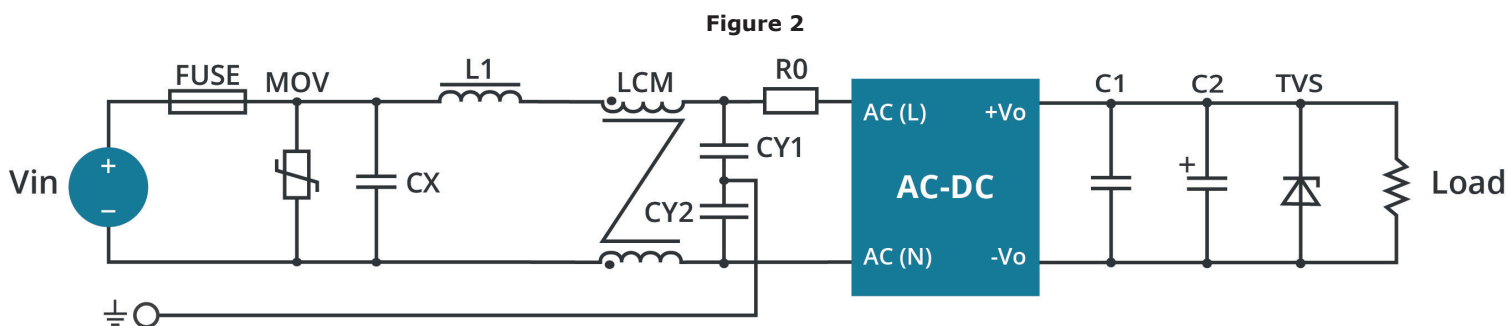 Figure 2
FUSE
MOV
L1
LCM
R0
C1
C2
TVS
AC (L)
+Vo
Vin
+
−
CX
CY1
CY2
AC-DC
+
Load
AC (N)
-Vo